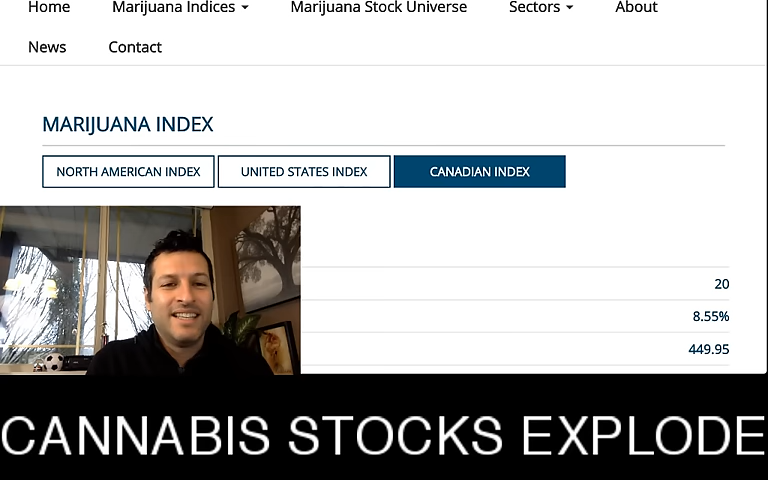 Home Marijuana Indices Marijuana Stock Universe Sectors About
News Contact
MARIJUANA INDEX
NORTH AMERICAN INDEX UNITED STATES INDEX CANADIAN INDEX
20
8.55%
449.95
CANNABIS STOCKS EXPLODE